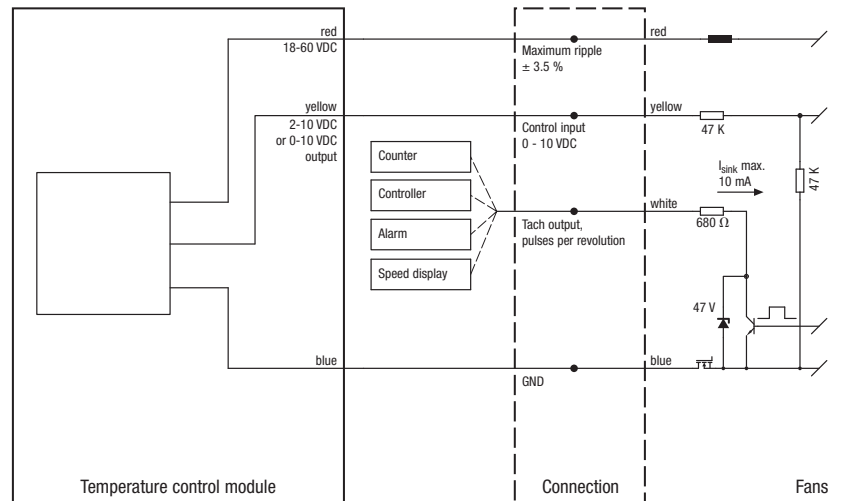 red
18-60 VDC
Maximum ripple
± 3.5 %
red
yellow
2-10 VDC
or 0-10 VDC
output
Control input
0 - 10 VDC
yellow
47 K
47 K
Isink max.
10 mA
Counter
Controller
Alarm
Speed display
Tach output,
pulses per revolution
white
680 Ω
47 V
blue
GND
blue
Temperature control module
Connection
Fans